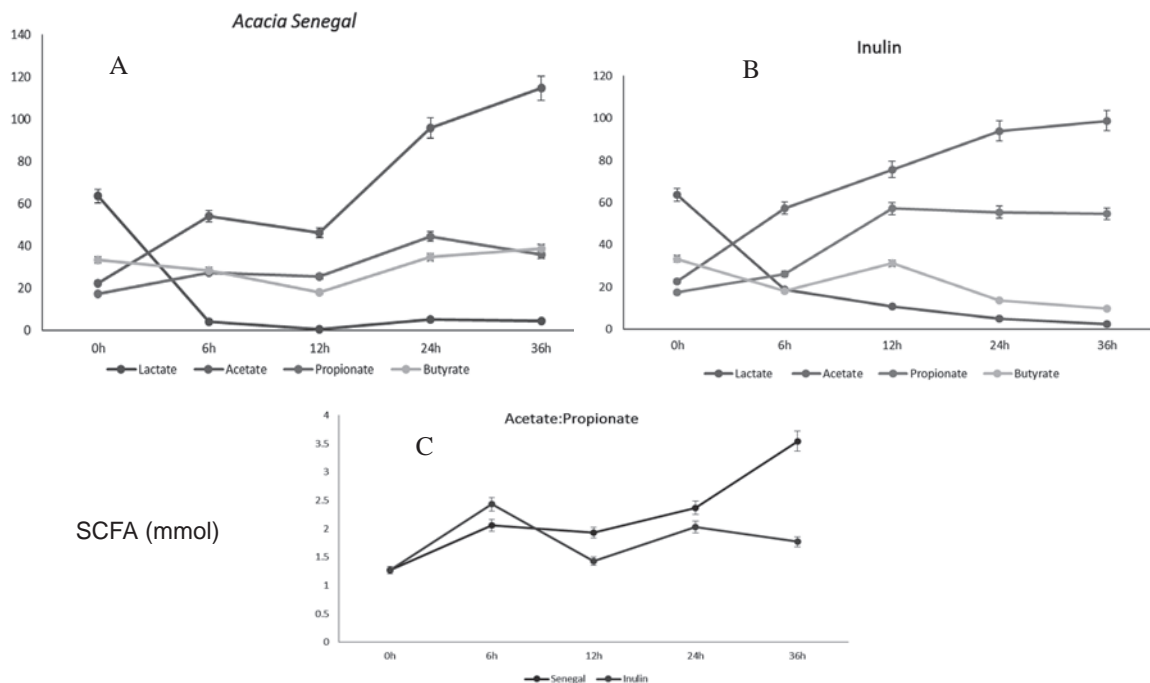 Acacia Senegal
A
140
120
100
80
60
40
20
0
0h 6h 12h 24h 36h
Lactate Acetate Propionate Butyrate
Inulin
B
120
100
80
60
40
20
0
0h 6h 12h 24h 36h
Lactate Acetate Propionate Butyrate
Acetate:Propionate
C
SCFA (mmol)
4
3.5
3
2.5
2
1.5
1
0.5
0
0h 6h 12h 24h 36h
Senegal Inulin